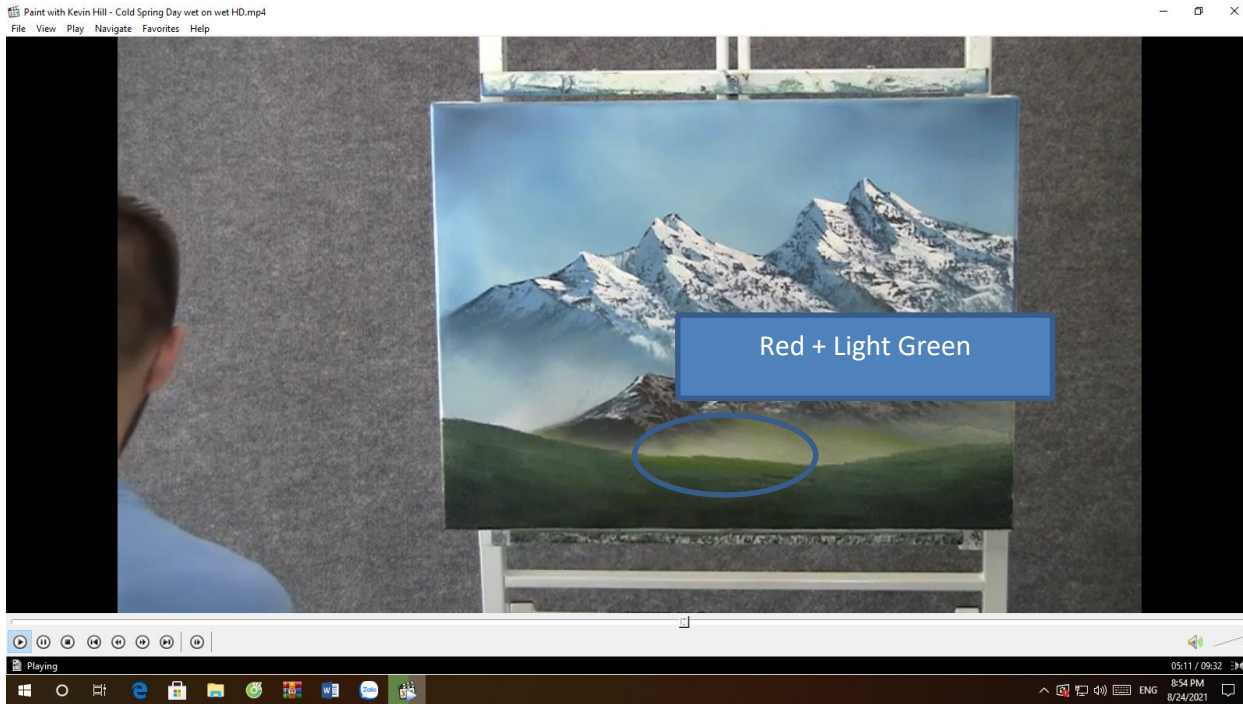 Paint with Kevin Hill - Cold Spring Day wet on wet HD.mp4
File View Play Navigate Favorites Help
Red + Light Green
Playing
05:11 / 09:32
Zalo
ENG
8:54 PM
8/24/2021